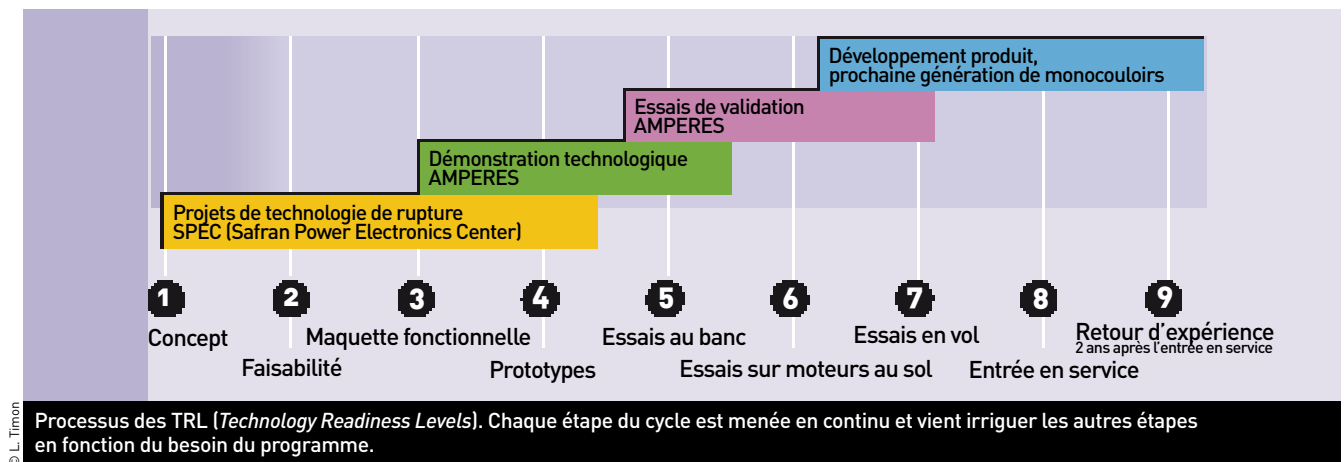 Développement produit,
prochaine génération de monocouloirs
Essais de validation
AMPERES
Démonstration technologique
AMPERES
Projets de technologie de rupture
SPEC (Safran Power Electronics Center)
1 2 3 4 5 6 7 8 9
Concept
Faisabilité
Maquette fonctionnelle
Prototypes
Essais au banc
Essais sur moteurs au sol
Essais en vol
Entrée en service
Retour d'expérience
2 ans après l'entrée en service
Processus des TRL (Technology Readiness Levels). Chaque étape du cycle est menée en continu et vient irriguer les autres étapes
en fonction du besoin du programme.
© L. Timon